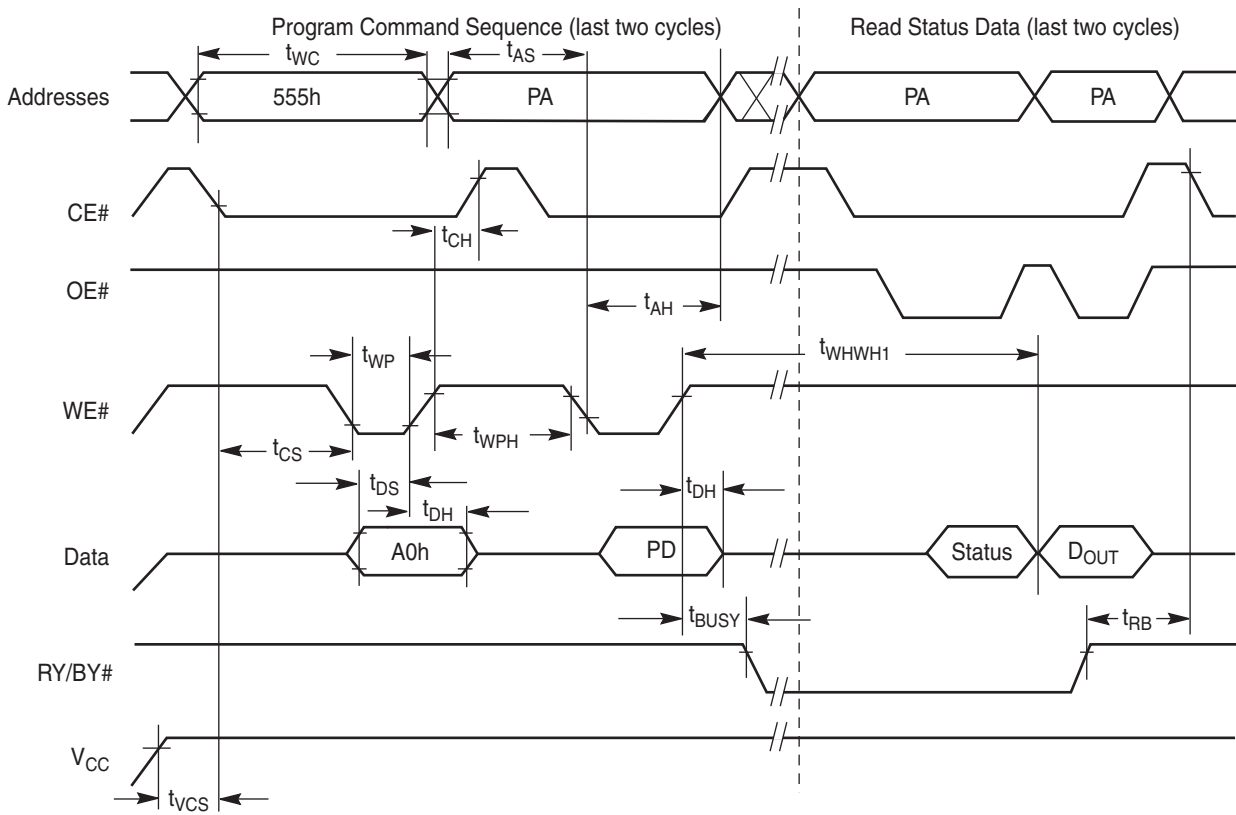 Program Command Sequence (last two cycles)
Read Status Data (last two cycles)
tWC
tAS
Addresses
555h
PA
PA
PA
CE#
tCH
OE#
tAH
tWHWH1
tWP
WE#
tCS
tWPH
tDS
tDH
tDH
Data
A0h
PD
Status
DOUT
tBUSY
tRB
RY/BY#
VCC
tVCS